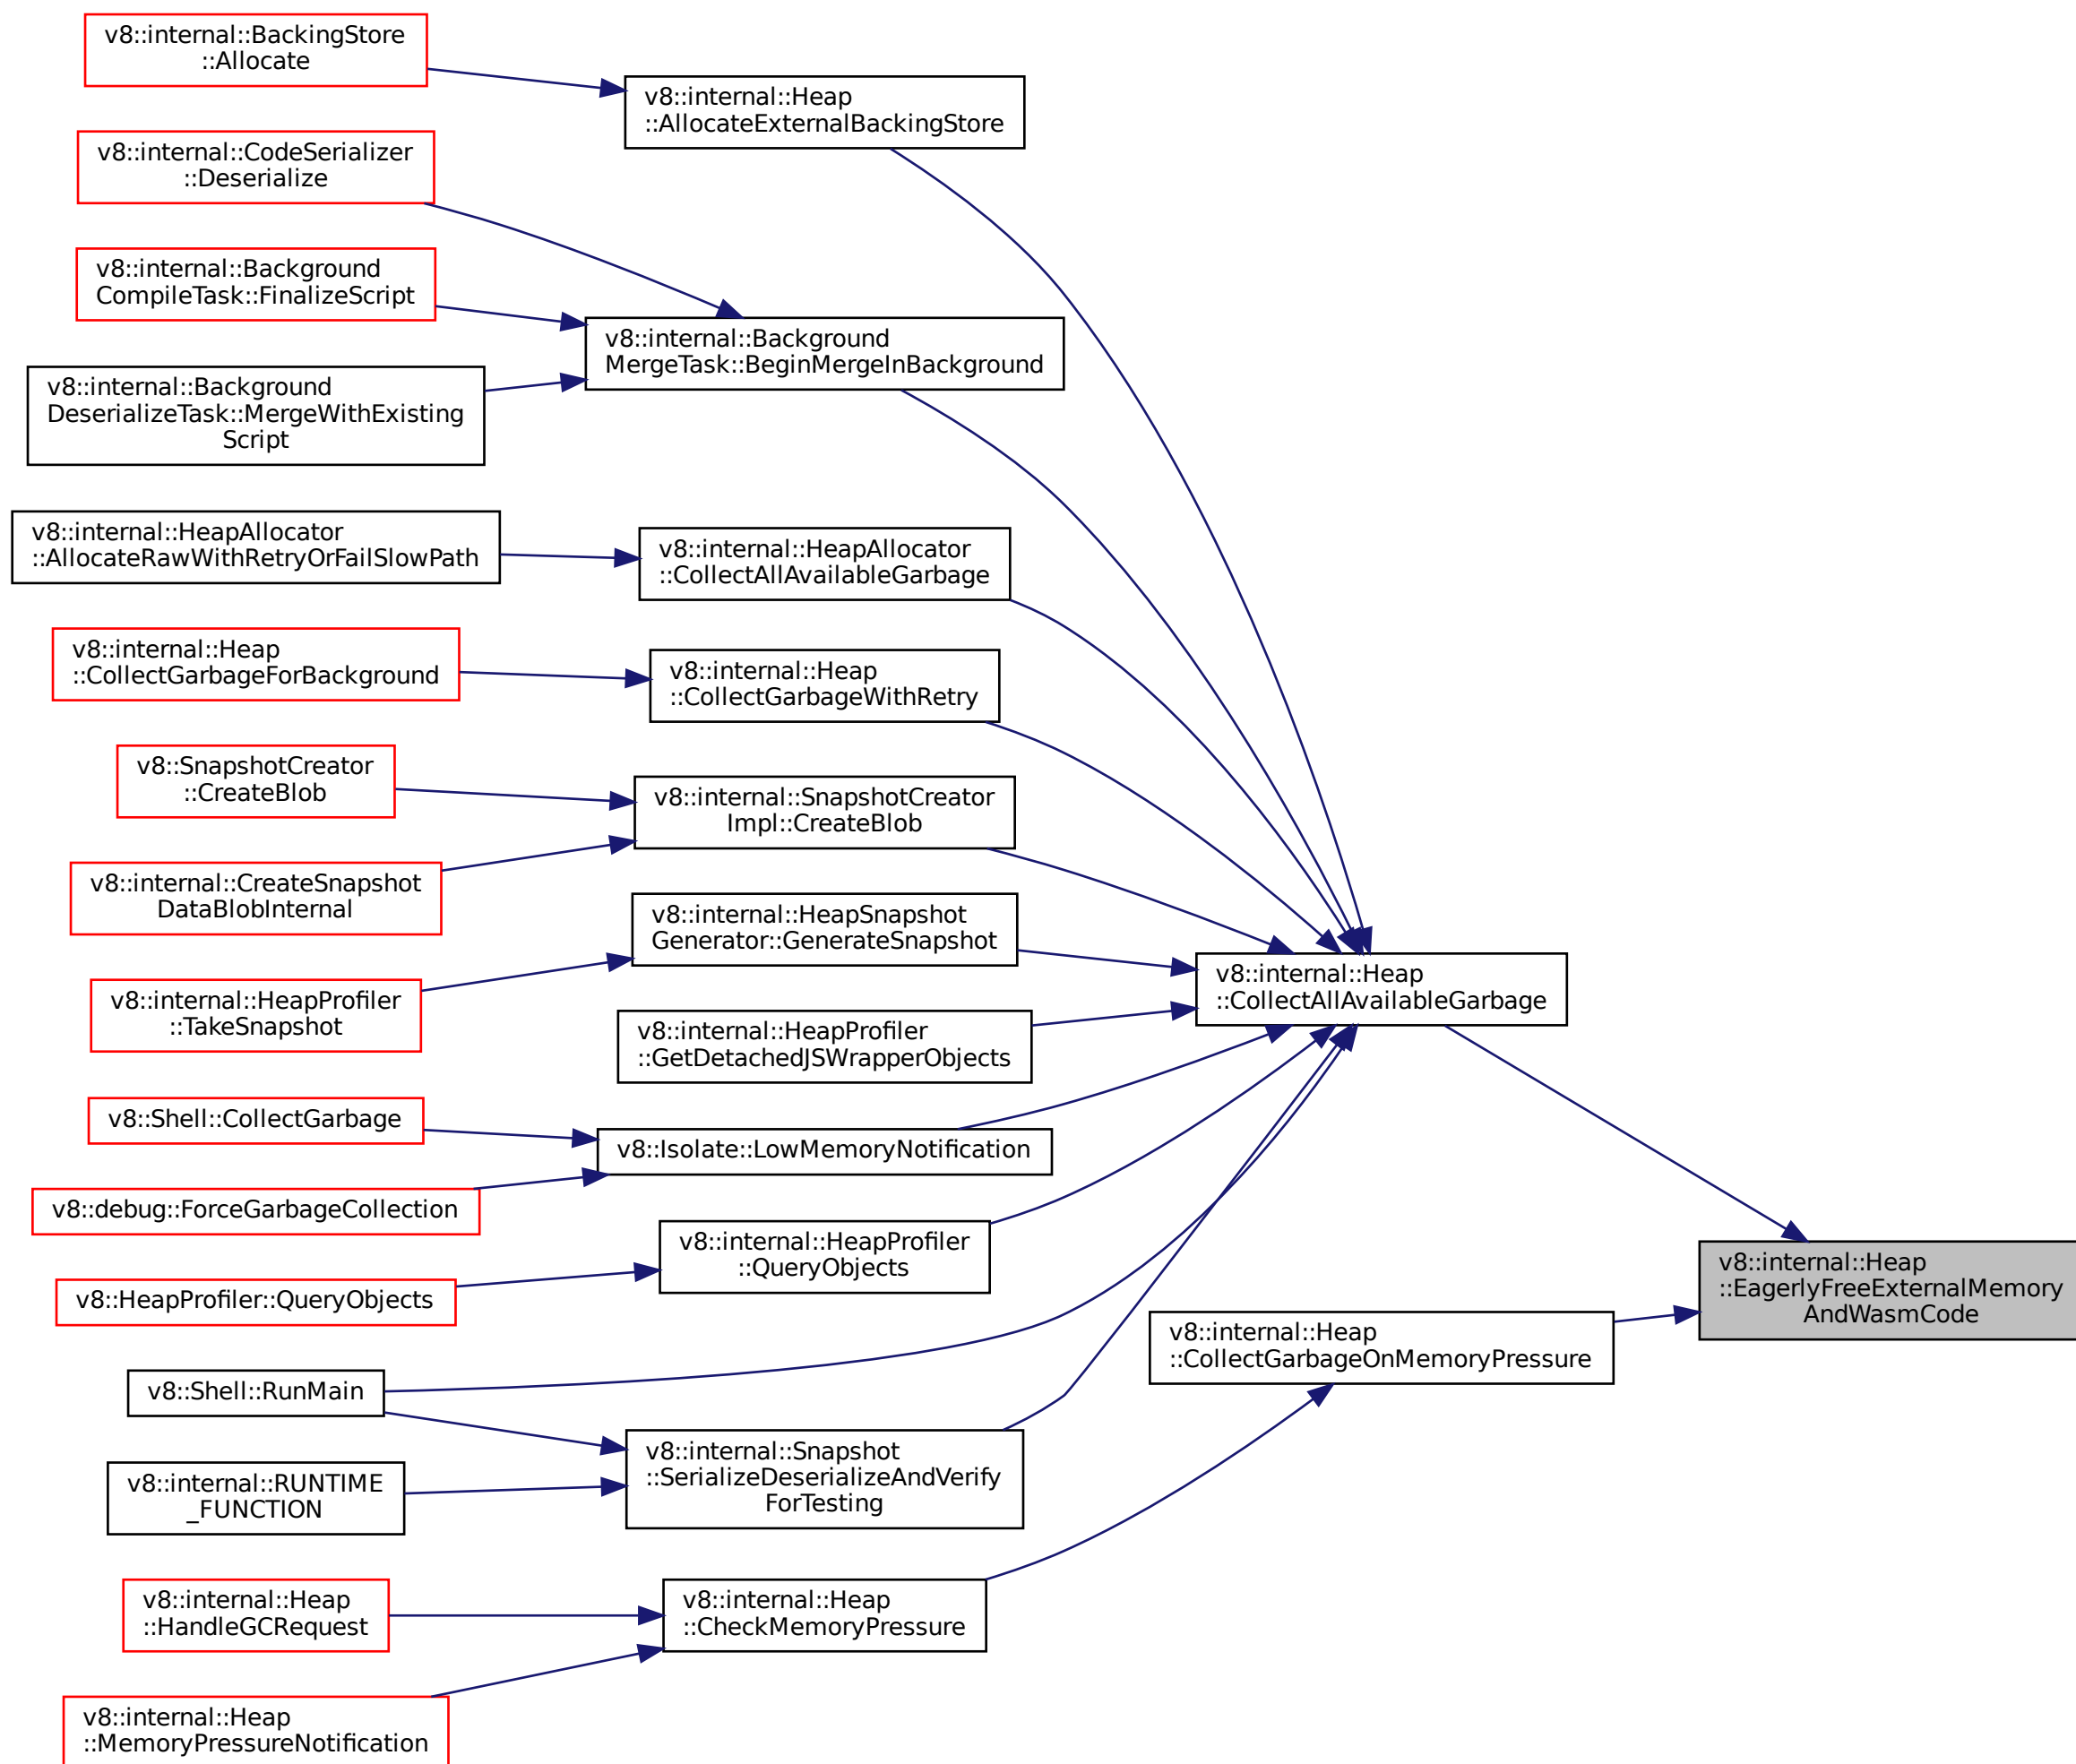 v8::internal::BackingStore
::Allocate
v8::internal::Heap
::AllocateExternalBackingStore
v8::internal::CodeSerializer
::Deserialize
v8::internal::Background
CompileTask::FinalizeScript
v8::internal::Background
MergeTask::BeginMergeInBackground
v8::internal::Background
DeserializeTask::MergeWithExisting
Script
v8::internal::HeapAllocator
::AllocateRawWithRetryOrFailSlowPath
v8::internal::HeapAllocator
::CollectAllAvailableGarbage
v8::internal::Heap
::CollectGarbageForBackground
v8::internal::Heap
::CollectGarbageWithRetry
v8::SnapshotCreator
::CreateBlob
v8::internal::SnapshotCreator
Impl::CreateBlob
v8::internal::CreateSnapshot
DataBlobInternal
v8::internal::HeapSnapshot
Generator::GenerateSnapshot
v8::internal::Heap
::CollectAllAvailableGarbage
v8::internal::HeapProfiler
::TakeSnapshot
v8::internal::HeapProfiler
::GetDetachedJSWrapperObjects
v8::Shell::CollectGarbage
v8::Isolate::LowMemoryNotification
v8::debug::ForceGarbageCollection
v8::internal::HeapProfiler
::QueryObjects
v8::internal::Heap
::EagerlyFreeExternalMemory
AndWasmCode
v8::HeapProfiler::QueryObjects
v8::internal::Heap
::CollectGarbageOnMemoryPressure
v8::Shell::RunMain
v8::internal::Snapshot
::SerializeDeserializeAndVerify
ForTesting
v8::internal::RUNTIME
_FUNCTION
v8::internal::Heap
::HandleGCRequest
v8::internal::Heap
::CheckMemoryPressure
v8::internal::Heap
::MemoryPressureNotification